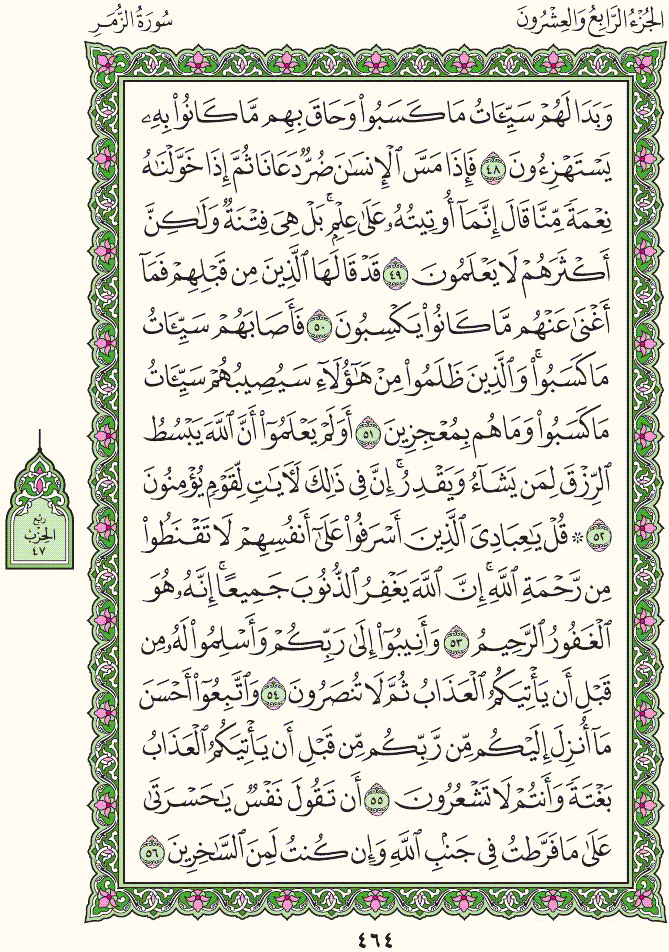 الجُزْءُ الرَّابِعُ وَالعِشْرُونَ
سُورَةُ الزُّمَرِ
وَبَدَا لَهُمْ سَيِّـَٔاتُ مَا كَسَبُوا۟ وَحَاقَ بِهِم مَّا كَانُوا۟ بِهِۦ
يَسْتَهْزِءُونَ ٤٨ فَإِذَا مَسَّ ٱلْإِنسَٰنَ ضُرٌّ دَعَانَا ثُمَّ إِذَا خَوَّلْنَٰهُ
نِعْمَةً مِّنَّا قَالَ إِنَّمَآ أُوتِيتُهُۥ عَلَىٰ عِلْمٍۭ ۚ بَلْ هِىَ فِتْنَةٌ وَلَٰكِنَّ
أَكْثَرَهُمْ لَا يَعْلَمُونَ ٤٩ قَدْ قَالَهَا ٱلَّذِينَ مِن قَبْلِهِمْ فَمَآ
أَغْنَىٰ عَنْهُم مَّا كَانُوا۟ يَكْسِبُونَ ٥٠ فَأَصَابَهُمْ سَيِّـَٔاتُ
مَا كَسَبُوا۟ ۚ وَٱلَّذِينَ ظَلَمُوا۟ مِنْ هَٰٓؤُلَآءِ سَيُصِيبُهُمْ سَيِّـَٔاتُ
مَا كَسَبُوا۟ وَمَا هُم بِمُعْجِزِينَ ٥١ أَوَلَمْ يَعْلَمُوٓا۟ أَنَّ ٱللَّهَ يَبْسُطُ
ٱلرِّزْقَ لِمَن يَشَآءُ وَيَقْدِرُ ۚ إِنَّ فِى ذَٰلِكَ لَـَٔايَٰتٍ لِّقَوْمٍ يُؤْمِنُونَ
٥٢ ۞ قُلْ يَٰعِبَادِىَ ٱلَّذِينَ أَسْرَفُوا۟ عَلَىٰٓ أَنفُسِهِمْ لَا تَقْنَطُوا۟
مِن رَّحْمَةِ ٱللَّهِ ۚ إِنَّ ٱللَّهَ يَغْفِرُ ٱلذُّنُوبَ جَمِيعًا ۚ إِنَّهُۥ هُوَ
ٱلْغَفُورُ ٱلرَّحِيمُ ٥٣ وَأَنِيبُوٓا۟ إِلَىٰ رَبِّكُمْ وَأَسْلِمُوا۟ لَهُۥ مِن
قَبْلِ أَن يَأْتِيَكُمُ ٱلْعَذَابُ ثُمَّ لَا تُنصَرُونَ ٥٤ وَٱتَّبِعُوٓا۟ أَحْسَنَ
مَآ أُنزِلَ إِلَيْكُم مِّن رَّبِّكُم مِّن قَبْلِ أَن يَأْتِيَكُمُ ٱلْعَذَابُ
بَغْتَةً وَأَنتُمْ لَا تَشْعُرُونَ ٥٥ أَن تَقُولَ نَفْسٌ يَٰحَسْرَتَىٰ
عَلَىٰ مَا فَرَّطتُ فِى جَنۢبِ ٱللَّهِ وَإِن كُنتُ لَمِنَ ٱلسَّٰخِرِينَ ٥٦
رُبْع
الحِزْب
٤٧
٤٦٤